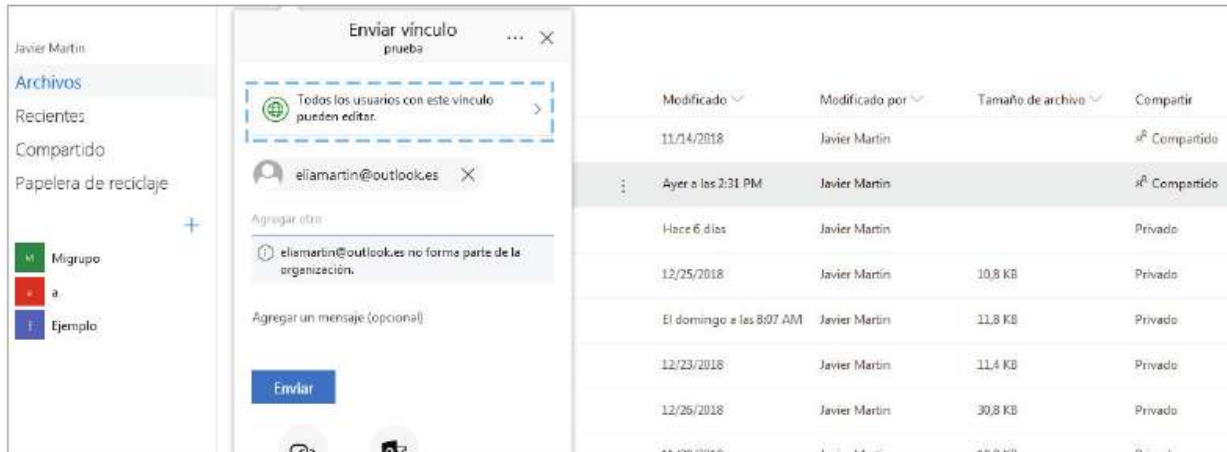 Javier Martin
Archivos
Recientes
Compartido
Papelera de reciclaje
+
M Migrupo
a a
E Ejemplo
Enviar vínculo
prueba
Todos los usuarios con este vínculo
pueden editar.
eliamartin@outlook.es
Agregar otro
eliamartin@outlook.es no forma parte de la
organización.
Agregar un mensaje (opcional)
Enviar
Modificado Modificado por Tamaño de archivo Compartir
11/14/2018 Javier Martin Compartido
Ayer a las 2:31 PM Javier Martin Compartido
Hace 6 días Javier Martin Privado
12/25/2018 Javier Martin 10,8 KB Privado
El domingo a las 8:07 AM Javier Martin 11,8 KB Privado
12/23/2018 Javier Martin 11,4 KB Privado
12/26/2018 Javier Martin 30,8 KB Privado